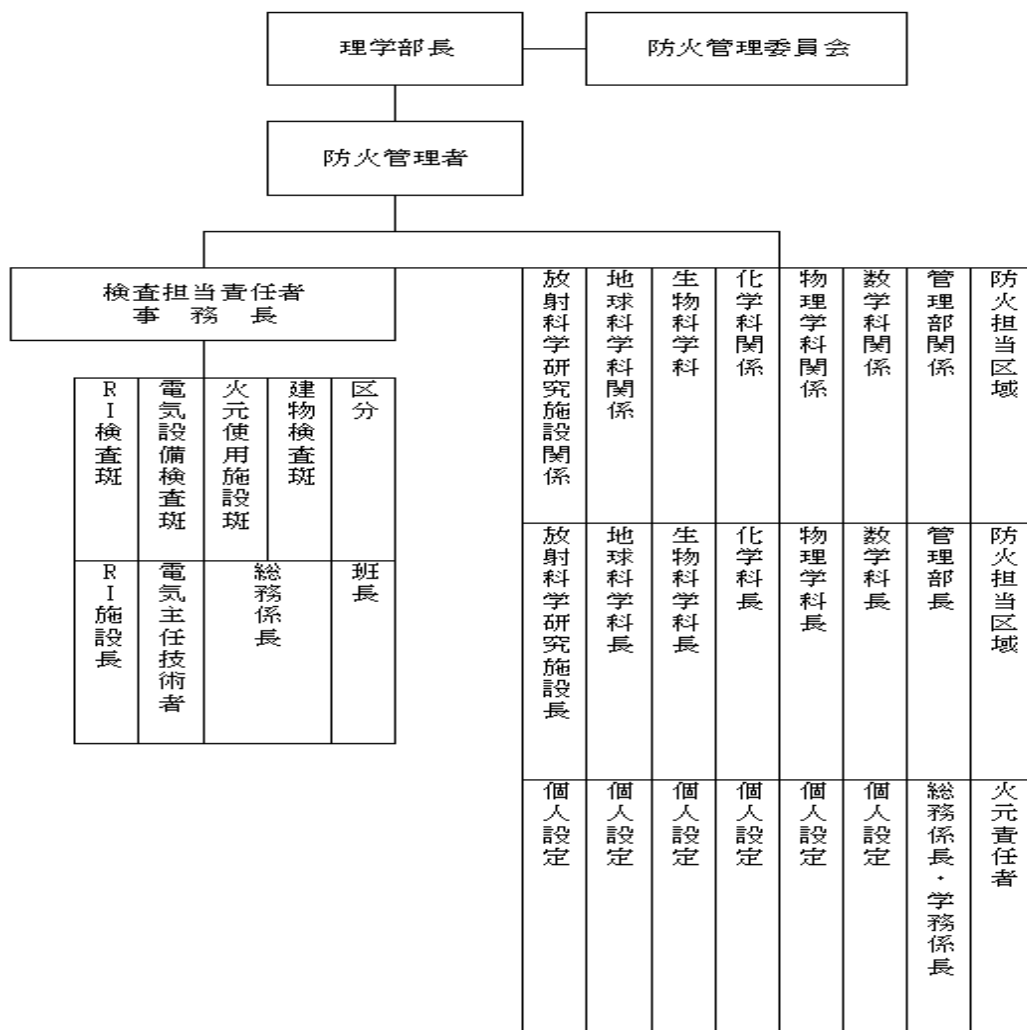 理学部長
防火管理委員会
防火管理者
検査担当責任者
事　務　長
区分
建物検査斑
火元使用施設斑
電気設備検査斑
ＲＩ検査斑
班長
総務係長
電気主任技術者
ＲＩ施設長
防火担当区域
管理部関係
数学科関係
物理学科関係
化学科関係
生物科学科
地球科学科関係
放射科学研究施設関係
防火担当区域
管理部長
数学科長
物理学科長
化学科長
生物科学科長
地球科学科長
放射科学研究施設長
火元責任者
総務係長・学務係長
個人設定
個人設定
個人設定
個人設定
個人設定
個人設定